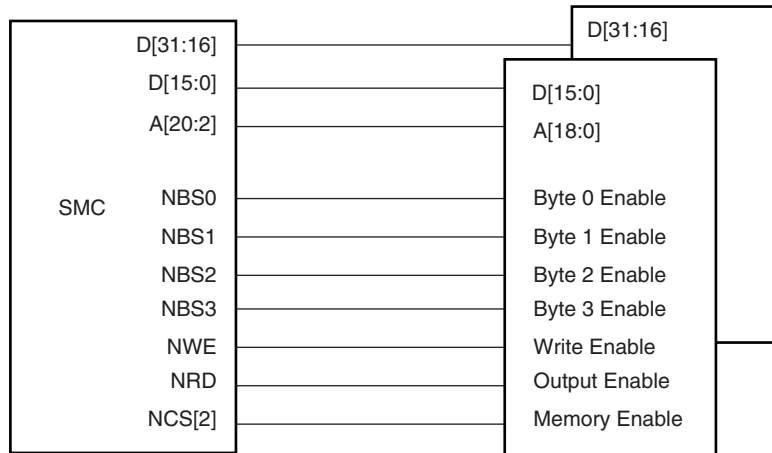 D[31:16] D[31:16]
D[15:0] D[15:0]
A[20:2] A[18:0]
SMC NBS0 Byte 0 Enable
NBS1 Byte 1 Enable
NBS2 Byte 2 Enable
NBS3 Byte 3 Enable
NWE Write Enable
NRD Output Enable
NCS[2] Memory Enable